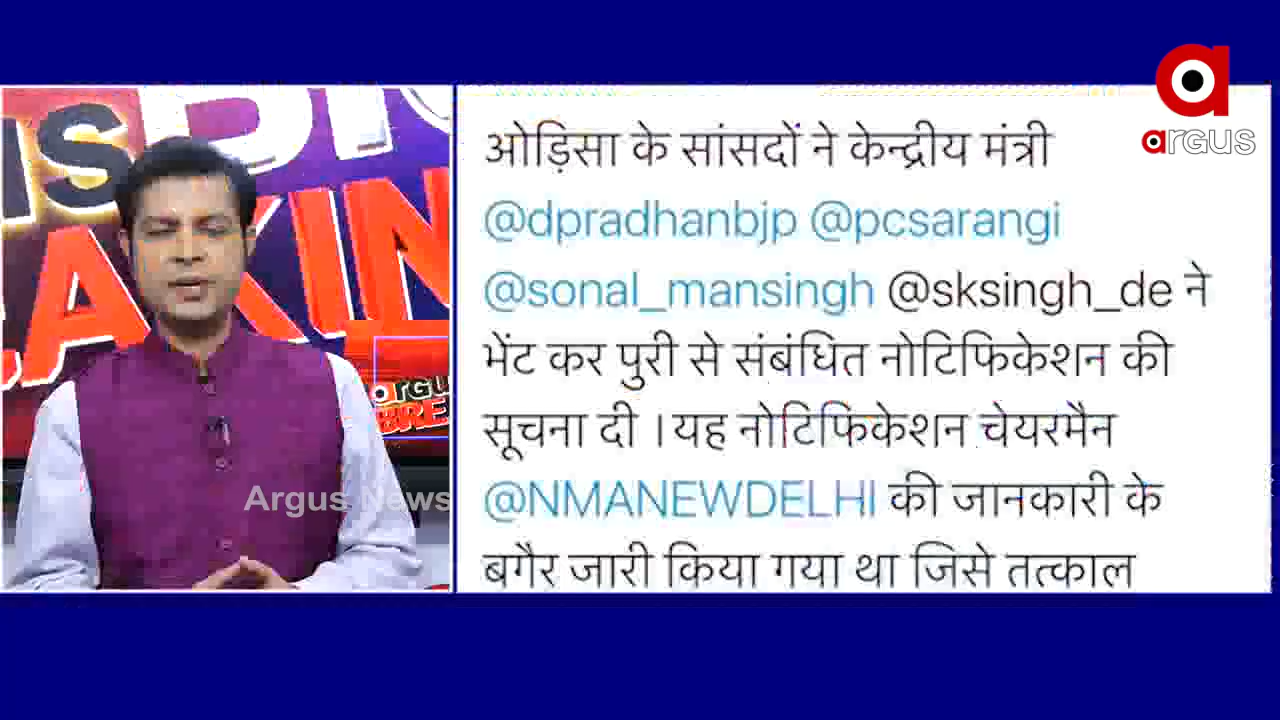 argus
ओड़िसा के सांसदों ने केन्द्रीय मंत्री
@dpradhanbjp @pcsarangi
@sonal_mansingh @sksingh_de ने
भेंट कर पुरी से संबंधित नोटिफिकेशन की
सूचना दी ।यह नोटिफिकेशन चेयरमैन
@NMANEWDELHI की जानकारी के
बगैर जारी किया गया था जिसे तत्काल
Argus News